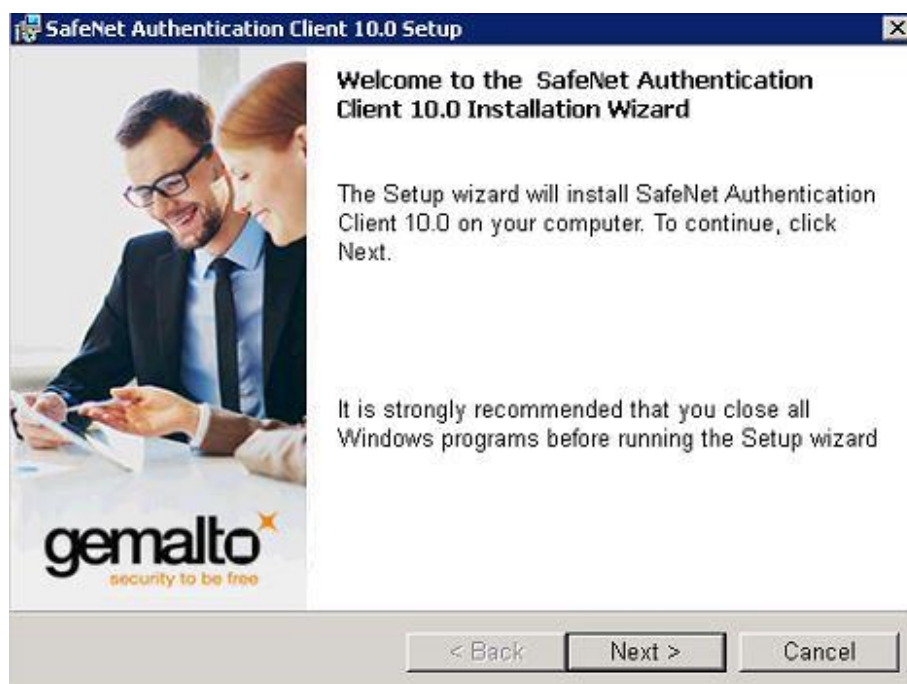 SafeNet Authentication Client 10.0 Setup
Welcome to the SafeNet Authentication
Client 10.0 Installation Wizard
The Setup wizard will install SafeNet Authentication
Client 10.0 on your computer. To continue, click
Next.
It is strongly recommended that you close all
Windows programs before running the Setup wizard
gemalto
security to be free
< Back
Next >
Cancel